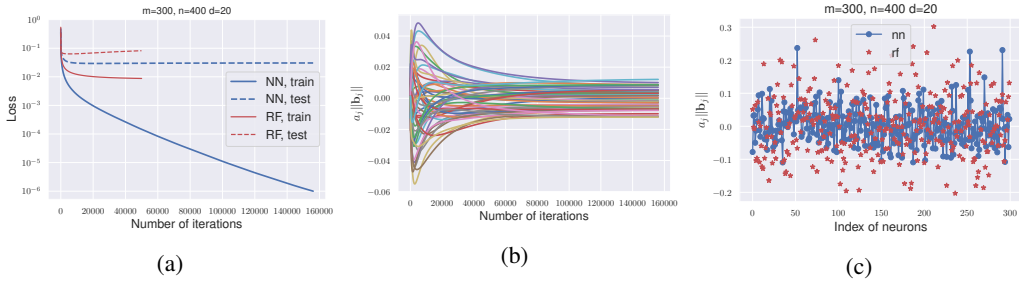 m=300, n=400 d=20
10⁰
10⁻¹
10⁻²
10⁻³
10⁻⁴
10⁻⁵
10⁻⁶
Loss
NN, train
NN, test
RF, train
RF, test
0 20000 40000 60000 80000 100000 120000 140000 160000
Number of iterations
(a)
0.04
0.02
0.00
−0.02
−0.04
−0.06
a_j||b_j||
0 20000 40000 60000 80000 100000 120000 140000 160000
Number of iterations
(b)
m=300, n=400 d=20
0.3
0.2
0.1
0.0
−0.1
−0.2
a_j||b_j||
nn
rf
0 50 100 150 200 250 300
Index of neurons
(c)